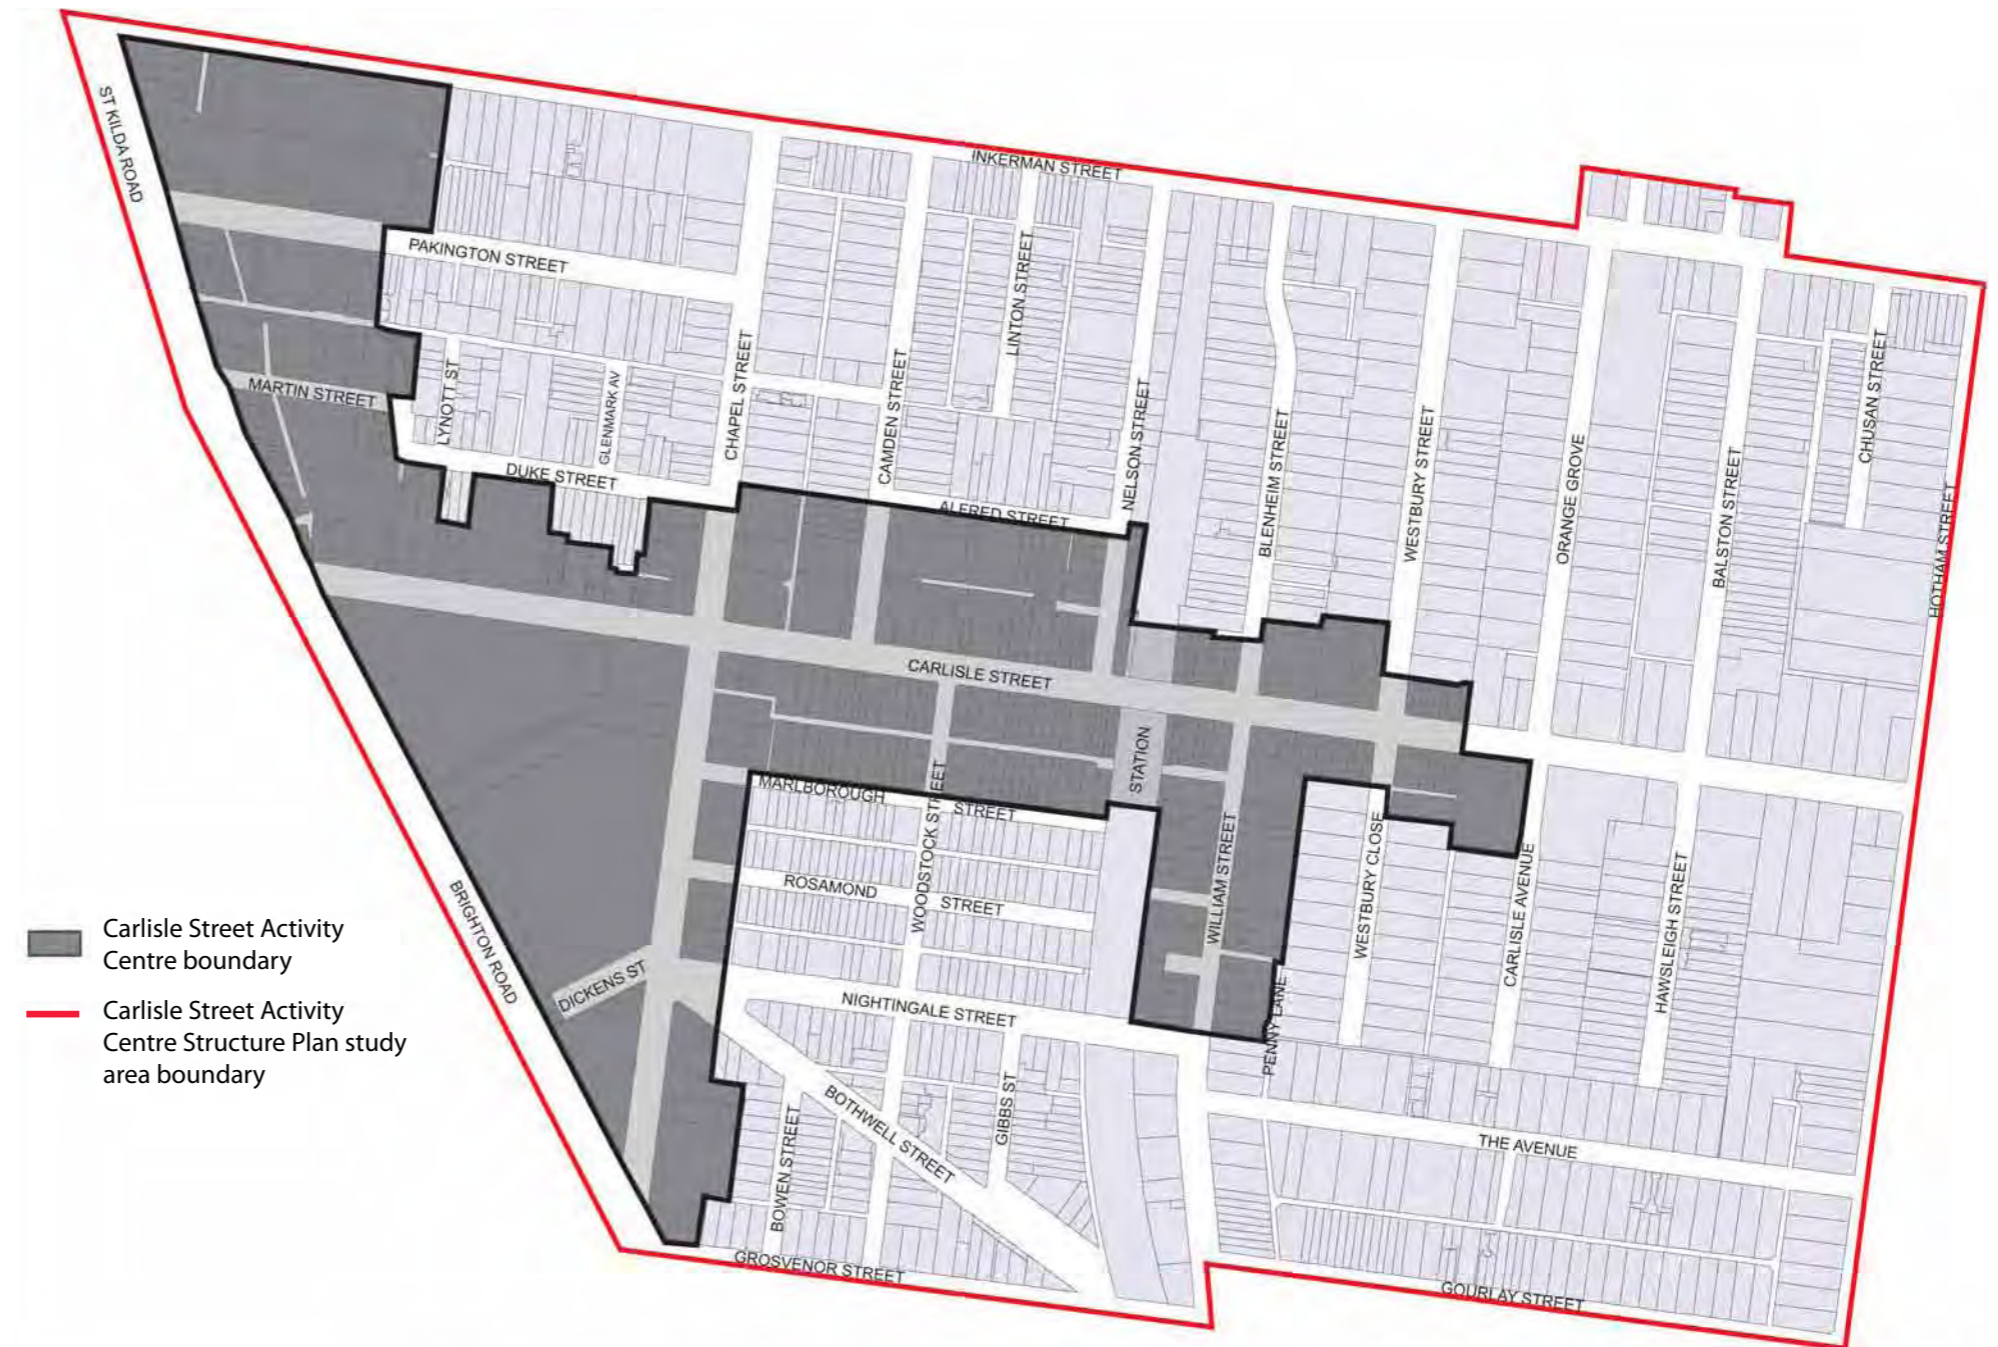 ST KILDA ROAD
INKERMAN STREET
PAKINGTON STREET
LINTON STREET
MARTIN STREET
LYNOTT ST
GLENMARK AV
CHAPEL STREET
CAMDEN STREET
NELSON STREET
BLENHEIM STREET
WESTBURY STREET
ORANGE GROVE
BALSTON STREET
CHUSAN STREET
HOTHAM STREET
DUKE STREET
ALFRED STREET
CARLISLE STREET
STATION
MARLBOROUGH
STREET
WOODSTOCK STREET
ROSAMOND
STREET
WILLIAM STREET
WESTBURY CLOSE
CARLISLE AVENUE
HAWSLEIGH STREET
BRIGHTON ROAD
DICKENS ST
NIGHTINGALE STREET
PENNY LANE
BOTHWELL STREET
GIBBS ST
BOWEN STREET
THE AVENUE
GROSVENOR STREET
GOURLAY STREET
Carlisle Street Activity
Centre boundary
Carlisle Street Activity
Centre Structure Plan study
area boundary